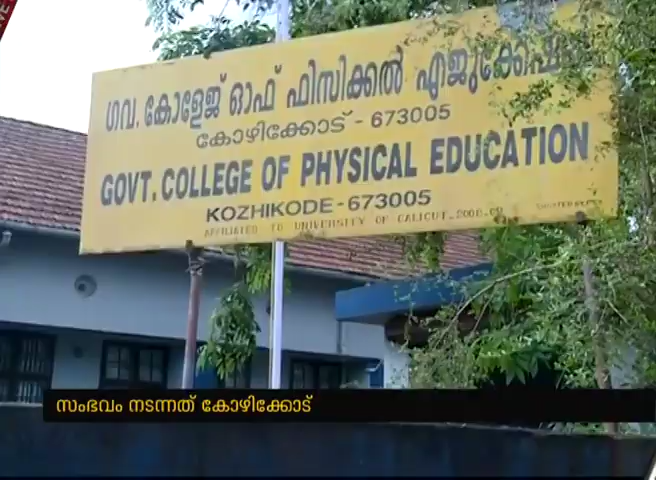 ഗവ. കോളേജ് ഓഫ് ഫിസിക്കൽ എജുക്കേഷൻ
കോഴിക്കോട് - 673005
GOVT. COLLEGE OF PHYSICAL EDUCATION,
KOZHIKODE-673005
AFFILIATED TO UNIVERSITY OF CALICUT.
സംഭവം നടന്നത് കോഴിക്കോട്